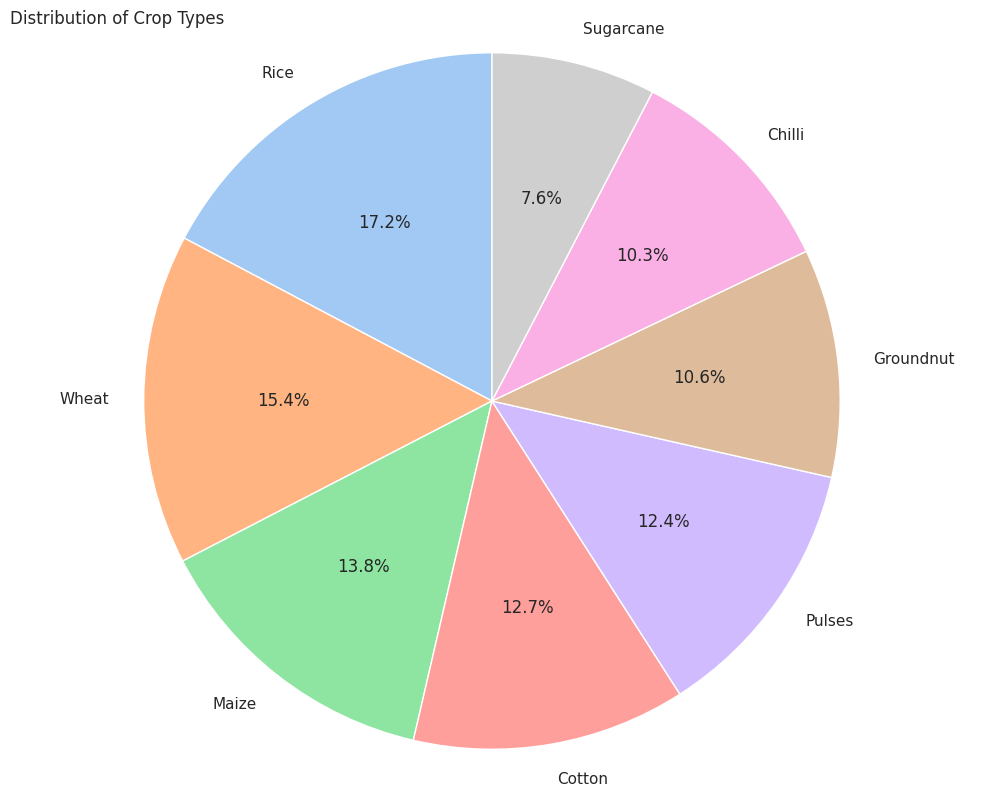 Distribution of Crop Types
Sugarcane
Rice
Chilli
7.6%
17.2%
10.3%
Groundnut
10.6%
Wheat
15.4%
12.4%
13.8%
12.7%
Pulses
Maize
Cotton